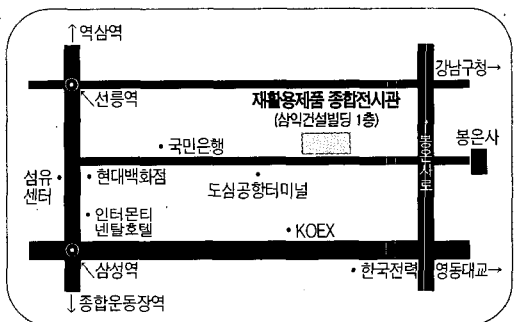 ↑역삼역
강남구청→
↖선릉역
재활용제품 종합전시관
(삼익건설빌딩 1층)
• 국민은행
봉은사로
봉은사
섬유
센터
• 현대백화점
도심공항터미널
• 인터몬티
넨탈호텔
• KOEX
↖삼성역
• 한국전력
영동대교→
↓종합운동장역